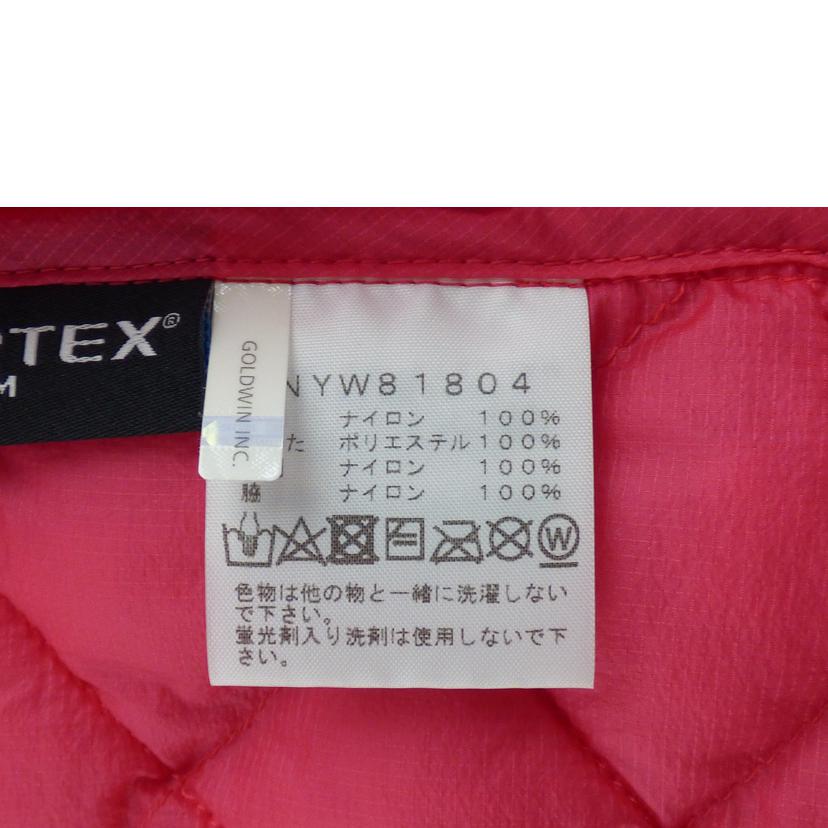 TEX®
M
GOLDWIN INC.
NYW81804
ナイロン 100%
た ポリエステル 100%
ナイロン 100%
脇 ナイロン 100%
W
色物は他の物と一緒に洗濯しない
で下さい。
蛍光剤入り洗剤は使用しないで下
さい。